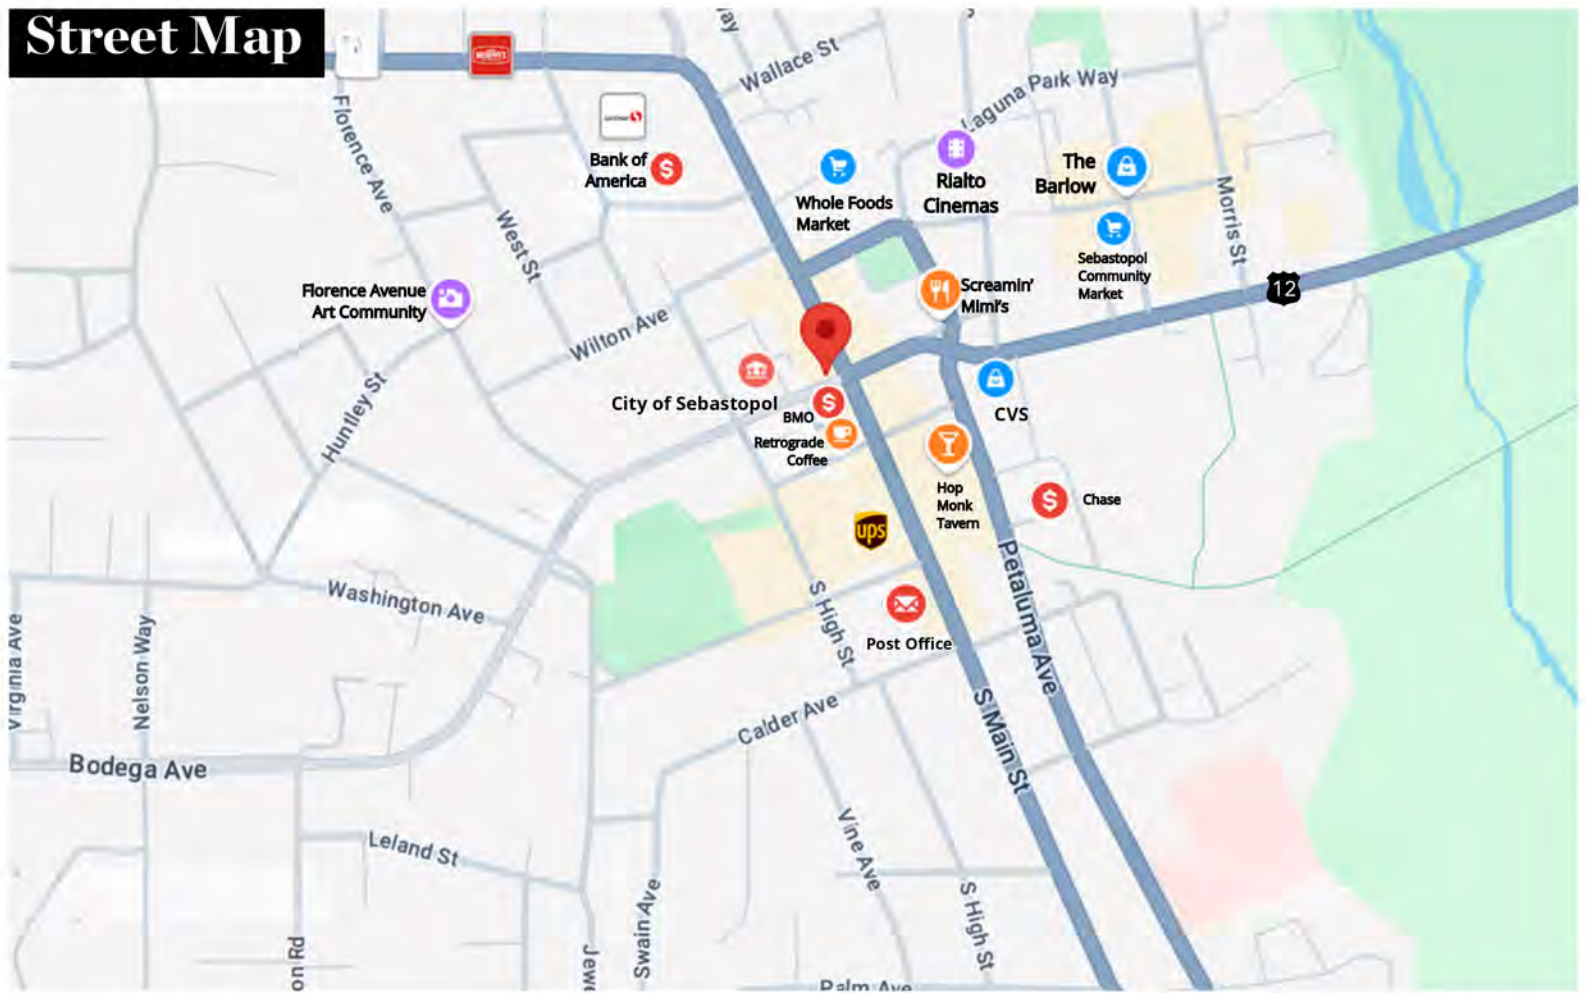 Street Map
Wallace St
Laguna Park Way
Florence Ave
Bank of
America
Whole Foods
Market
Rialto
Cinemas
The
Barlow
Morris St
West St
Sebastopol
Community
Market
Florence Avenue
Art Community
Screamin'
Mimi's
12
Wilton Ave
Huntley St
City of Sebastopol
BMO
Retrograde
Coffee
CVS
Hop
Monk
Tavern
Chase
ups
Petaluma Ave
Washington Ave
S High St
Post Office
Virginia Ave
Nelson Way
Calder Ave
S Main St
Bodega Ave
Leland St
Vine Ave
S High St
Swain Ave
on Rd
Jewe
Palm Ave